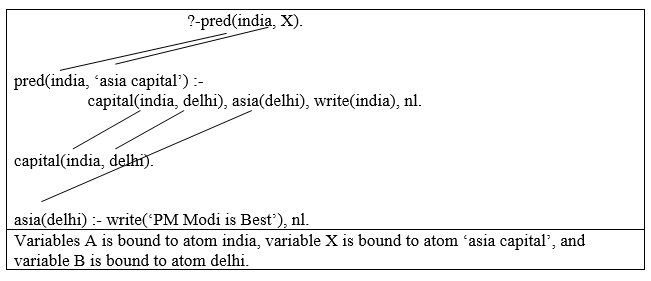 ?-pred(india, X).
pred(india, ‘asia capital’) :-
capital(india, delhi), asia(delhi), write(india), nl.
capital(india, delhi).
asia(delhi) :- write(‘PM Modi is Best’), nl.
Variables A is bound to atom india, variable X is bound to atom ‘asia capital’, and
variable B is bound to atom delhi.